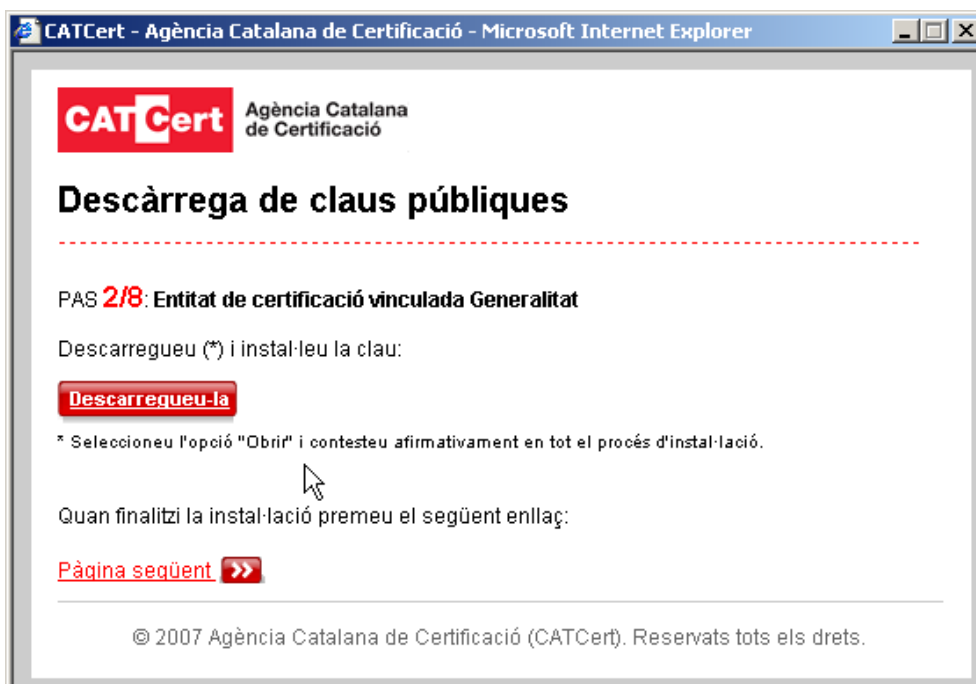 CATCert - Agència Catalana de Certificació - Microsoft Internet Explorer
CATCert
Agència Catalana
de Certificació
Descàrrega de claus públiques
PAS 2/8: Entitat de certificació vinculada Generalitat
Descarregueu (*) i instal·leu la clau:
Descarregueu-la
* Seleccioneu l'opció "Obrir" i contesteu afirmativament en tot el procés d'instal·lació.
Quan finalitzi la instal·lació premeu el següent enllaç:
Pàgina següent
© 2007 Agència Catalana de Certificació (CATCert). Reservats tots els drets.